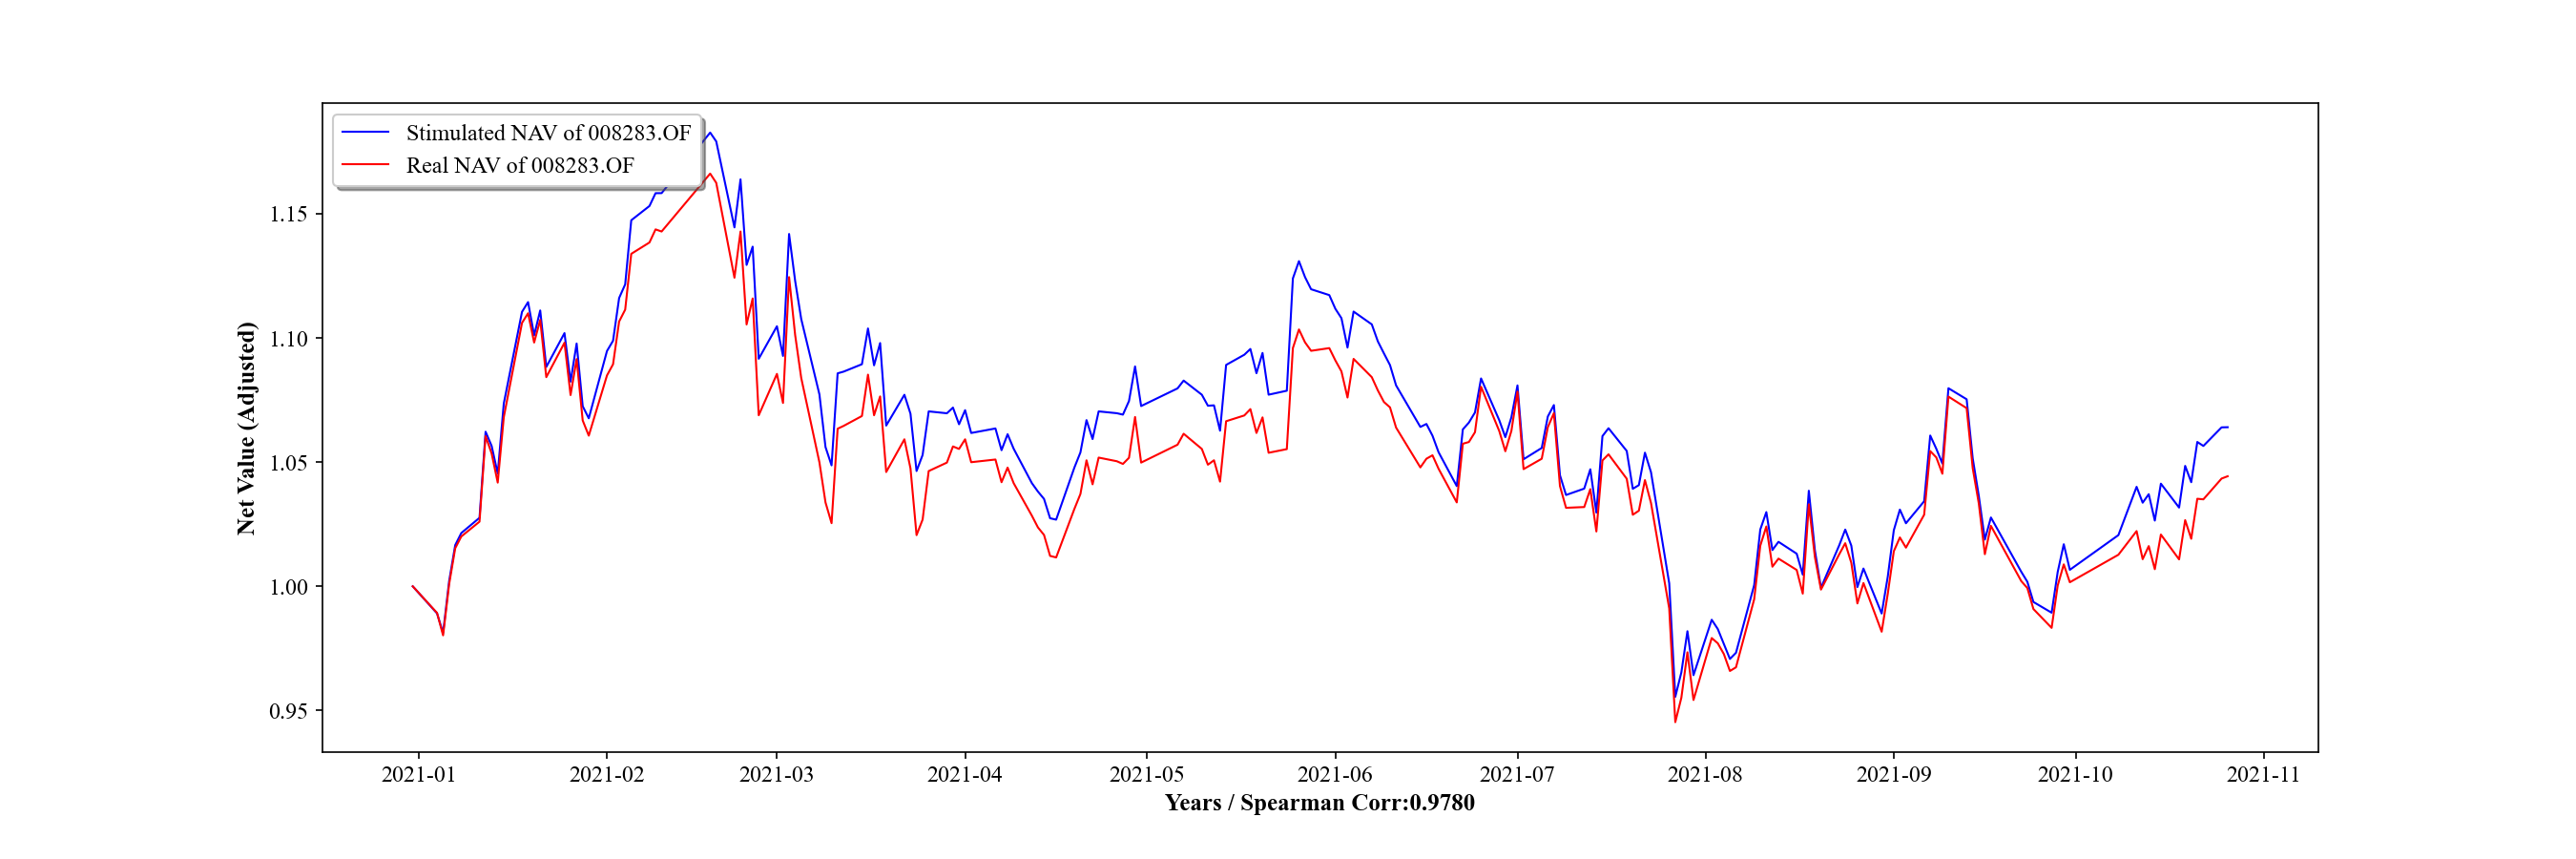 Stimulated NAV of 008283.OF
Real NAV of 008283.OF
Net Value (Adjusted)
1.15
1.10
1.05
1.00
0.95
2021-01 2021-02 2021-03 2021-04 2021-05 2021-06 2021-07 2021-08 2021-09 2021-10 2021-11
Years / Spearman Corr:0.9780